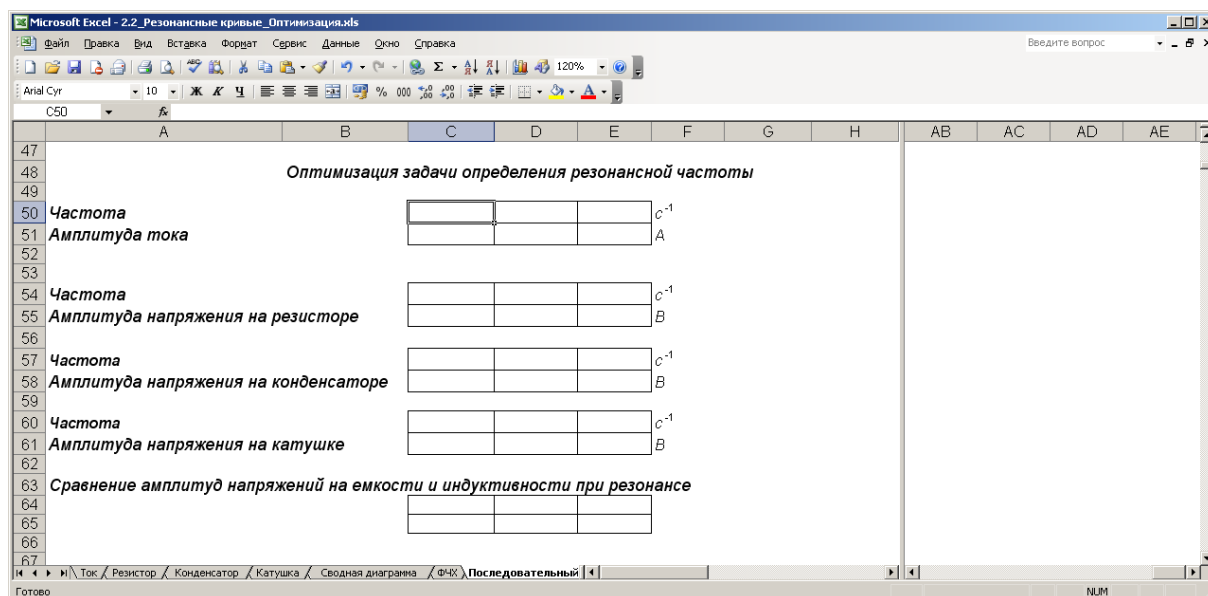 Microsoft Excel - 2.2_Резонансные кривые_Оптимизация.xls
Файл Правка Вид Вставка Формат Сервис Данные Окно Справка Введите вопрос
120%
Arial Cyr 10 Ж К Ч % 000
C50 fx
A B C D E F G H AB AC AD AE
47
48 Оптимизация задачи определения резонансной частоты
49
50 Частота с-1
51 Амплитуда тока А
52
53
54 Частота с-1
55 Амплитуда напряжения на резисторе В
56
57 Частота с-1
58 Амплитуда напряжения на конденсаторе В
59
60 Частота с-1
61 Амплитуда напряжения на катушке В
62
63 Сравнение амплитуд напряжений на емкости и индуктивности при резонансе
64
65
66
67
Ток Резистор Конденсатор Катушка Сводная диаграмма ФЧХ Последовательный
Готово NUM